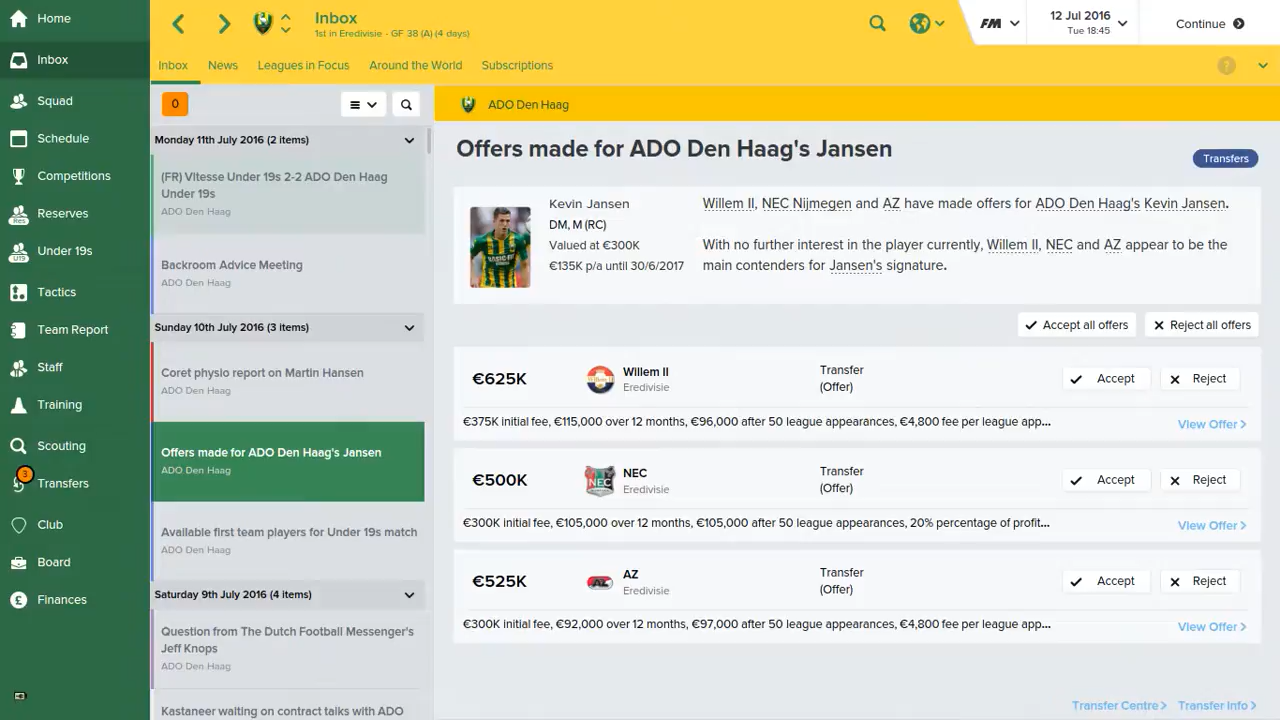 Home
Inbox
Squad
Schedule
Competitions
Reserves
Under 19s
Tactics
Team Report
Staff
Training
Scouting
3
Transfers
Club
Board
Finances
Inbox
1st in Eredivisie - GF 38 (A) (4 days)
FM
12 Jul 2016
Tue 18:45
Continue
Inbox
News
Leagues in Focus
Around the World
Subscriptions
?
0
Monday 11th July 2016 (2 items)
(FR) Vitesse Under 19s 2-2 ADO Den Haag
Under 19s
ADO Den Haag
Backroom Advice Meeting
ADO Den Haag
Sunday 10th July 2016 (3 items)
Coret physio report on Martin Hansen
ADO Den Haag
Offers made for ADO Den Haag's Jansen
ADO Den Haag
Available first team players for Under 19s match
ADO Den Haag
Saturday 9th July 2016 (4 items)
Question from The Dutch Football Messenger's
Jeff Knops
ADO Den Haag
Kastaneer waiting on contract talks with ADO
ADO Den Haag
Offers made for ADO Den Haag's Jansen
Transfers
Kevin Jansen
DM, M (RC)
Valued at €300K
€135K p/a until 30/6/2017
Willem II, NEC Nijmegen and AZ have made offers for ADO Den Haag's Kevin Jansen.
With no further interest in the player currently, Willem II, NEC and AZ appear to be the
main contenders for Jansen's signature.
Accept all offers
Reject all offers
€625K
Willem II
Eredivisie
Transfer
(Offer)
Accept
Reject
€375K initial fee, €115,000 over 12 months, €96,000 after 50 league appearances, €4,800 fee per league app...
View Offer >
€500K
NEC
Eredivisie
Transfer
(Offer)
Accept
Reject
€300K initial fee, €105,000 over 12 months, €105,000 after 50 league appearances, 20% percentage of profit...
View Offer >
€525K
AZ
Eredivisie
Transfer
(Offer)
Accept
Reject
€300K initial fee, €92,000 over 12 months, €97,000 after 50 league appearances, €4,800 fee per league app...
View Offer >
Transfer Centre >
Transfer Info >